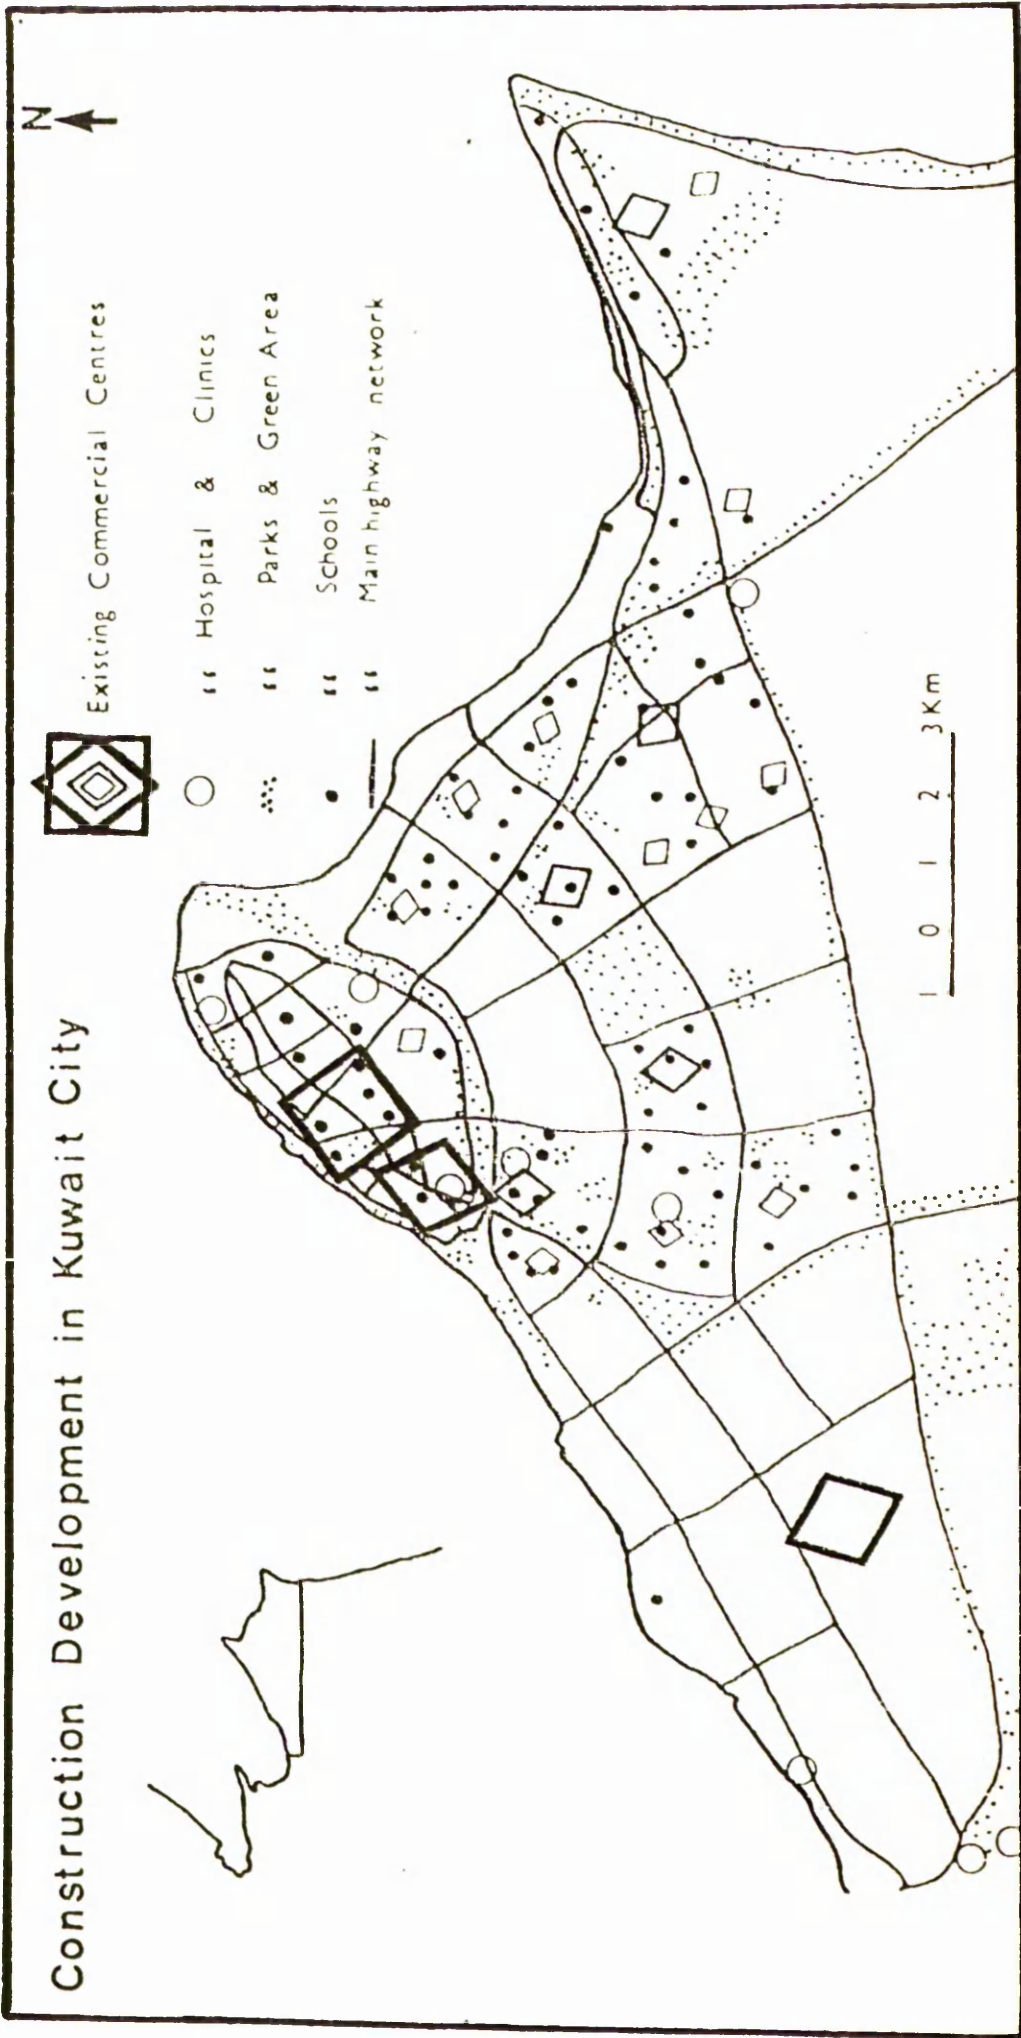 Construction Development in Kuwait City
N
Existing Commercial Centres
" Hospital & Clinics
" Parks & Green Area
" Schools
" Main highway network
1 0 1 2 3Km